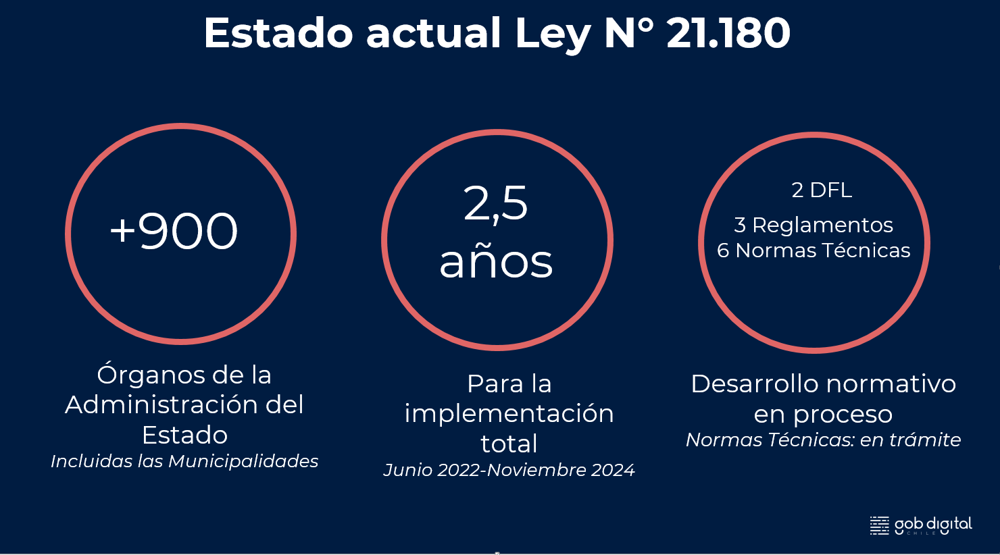 Estado actual Ley N° 21.180
+900
Órganos de la
Administración del
Estado
Incluidas las Municipalidades
2,5
años
Para la
implementación
total
Junio 2022-Noviembre 2024
2 DFL
3 Reglamentos
6 Normas Técnicas
Desarrollo normativo
en proceso
Normas Técnicas: en trámite
gob digital
CHILE